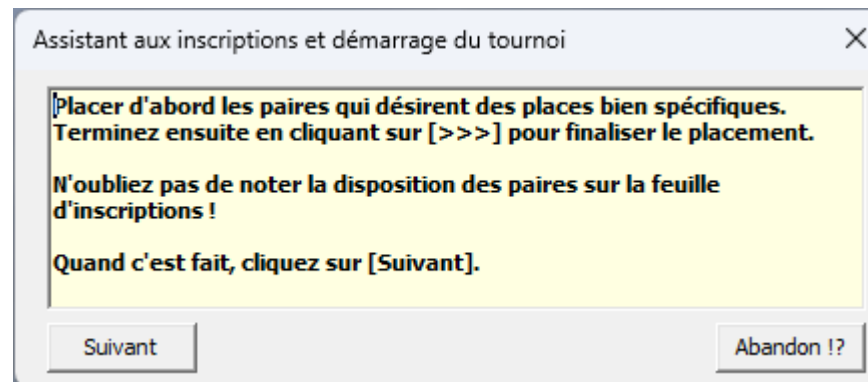 Assistant aux inscriptions et démarrage du tournoi
Placer d'abord les paires qui désirent des places bien spécifiques.
Terminez ensuite en cliquant sur [>>>] pour finaliser le placement.
N'oubliez pas de noter la disposition des paires sur la feuille
d'inscriptions !
Quand c'est fait, cliquez sur [Suivant].
Suivant
Abandon !?